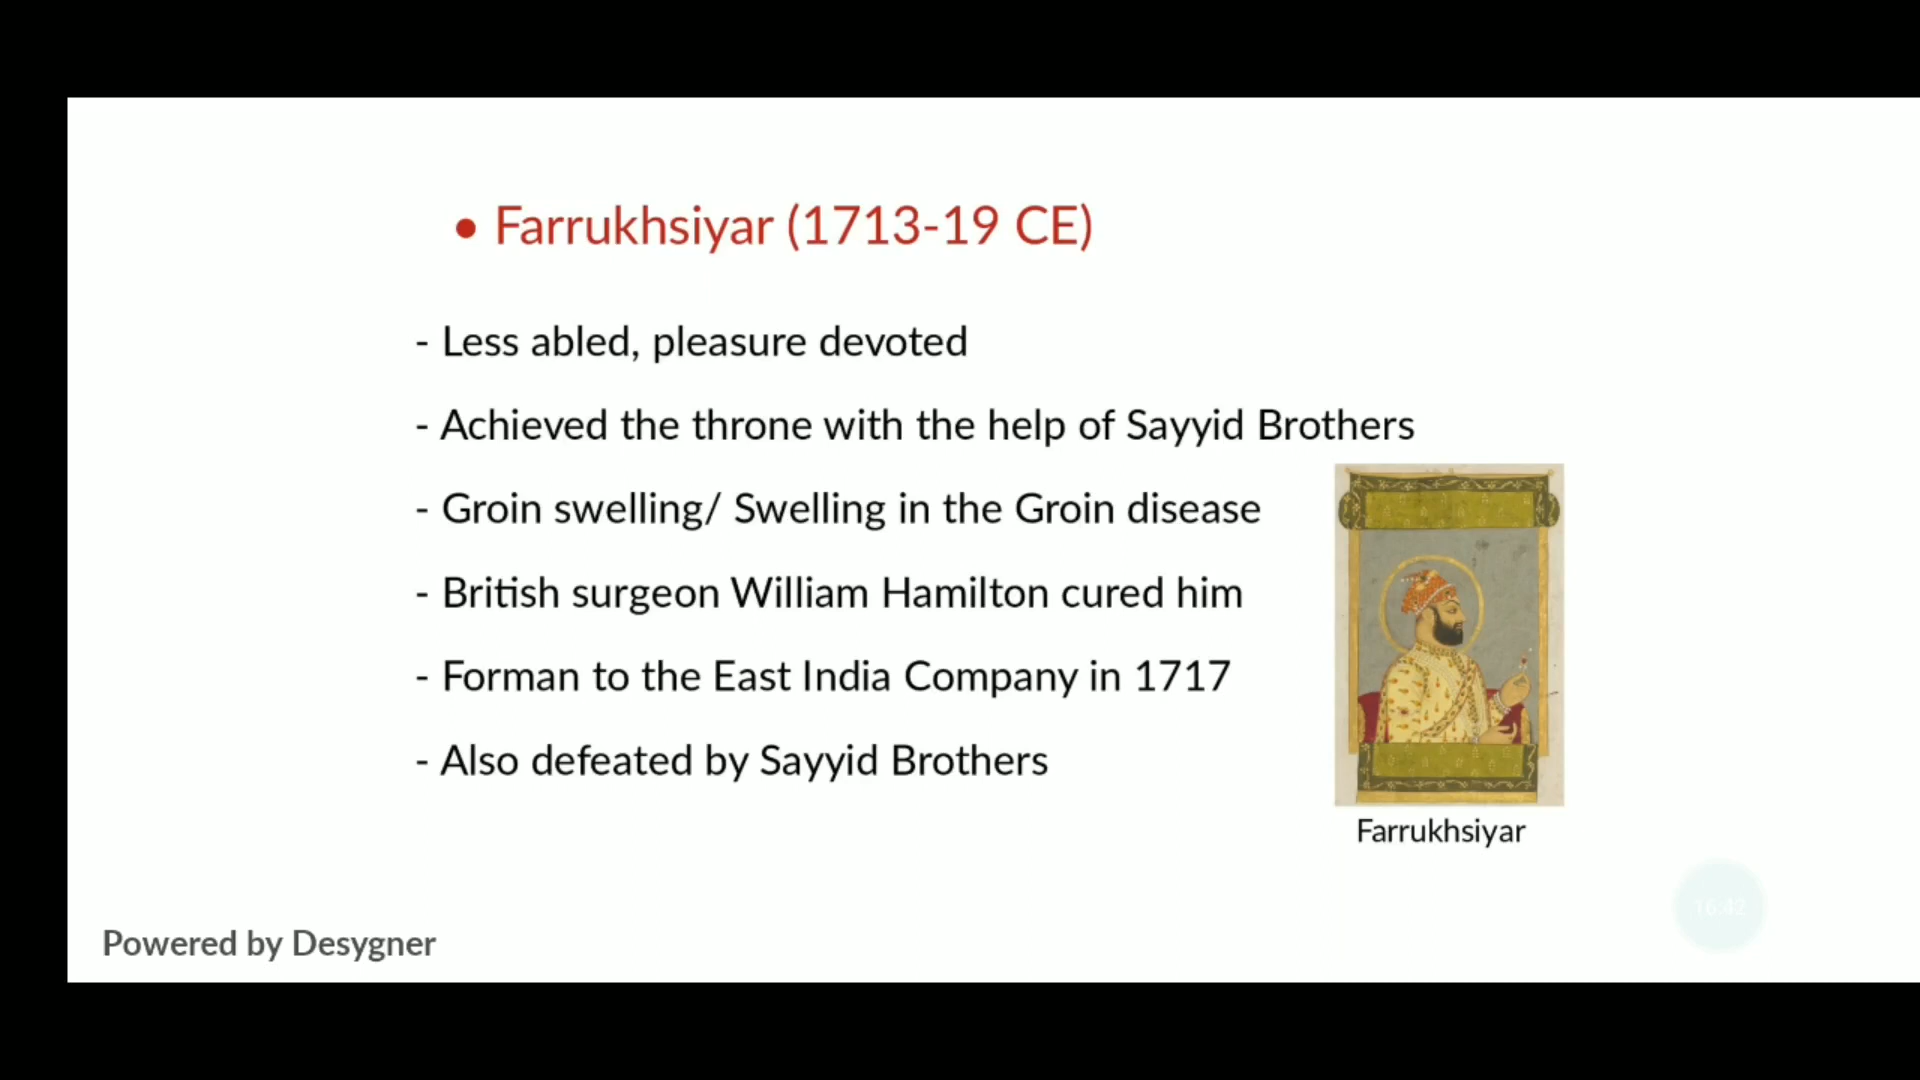 • Farrukhsiyar (1713-19 CE)
- Less abled, pleasure devoted
- Achieved the throne with the help of Sayyid Brothers
- Groin swelling/ Swelling in the Groin disease
- British surgeon William Hamilton cured him
- Forman to the East India Company in 1717
- Also defeated by Sayyid Brothers
Farrukhsiyar
16:42
Powered by Desygner